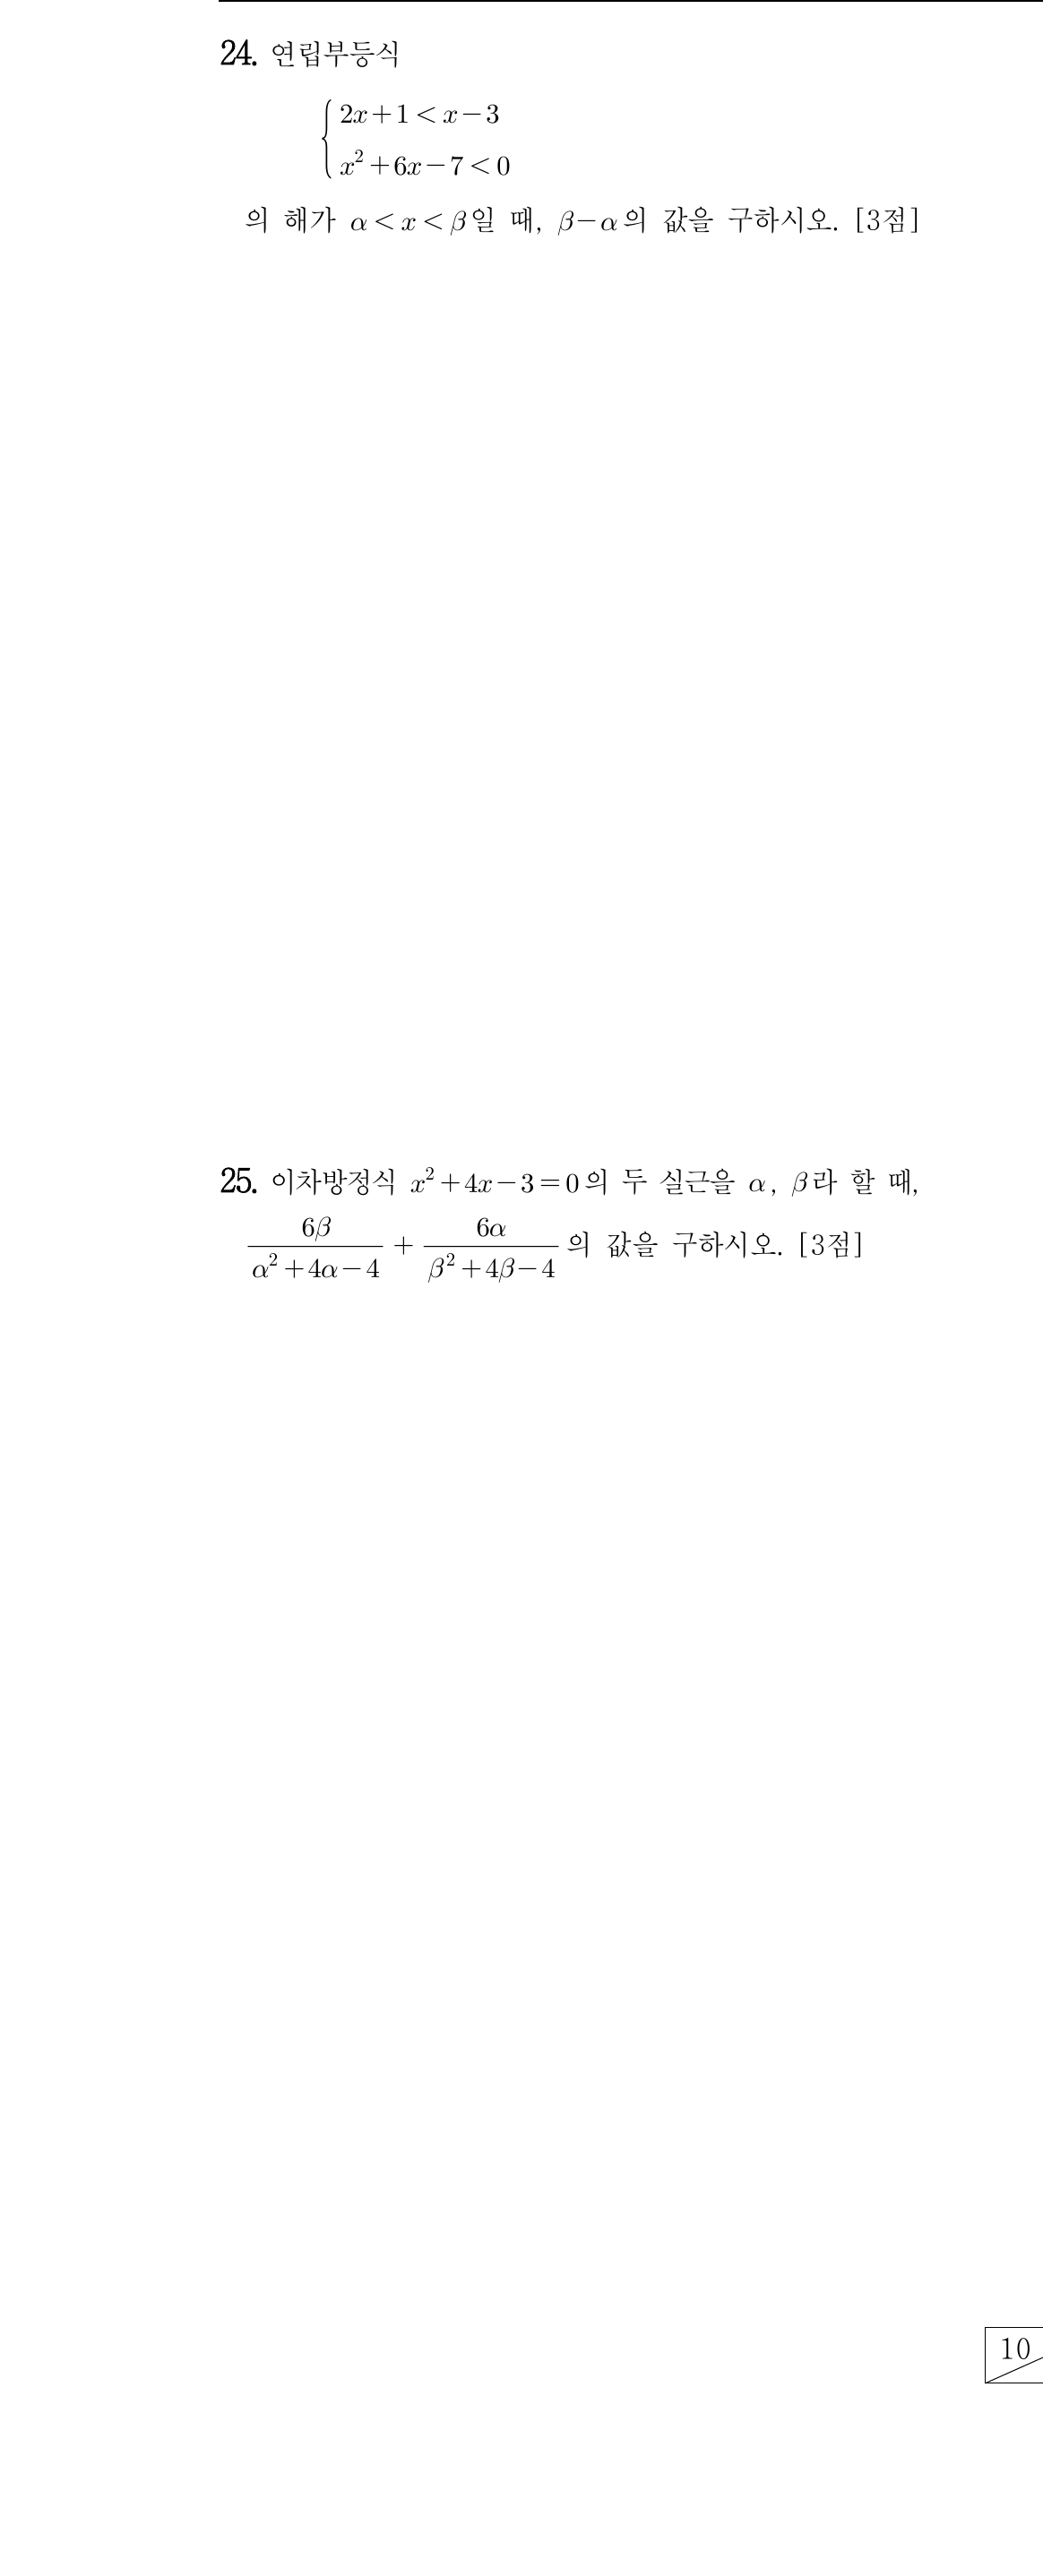 24. 연립부등식
{ 2x+1 < x−3
x²+6x−7 < 0
의 해가 α < x < β일 때, β−α의 값을 구하시오. [3점]
25. 이차방정식 x²+4x−3=0의 두 실근을 α, β라 할 때,
6β/(α²+4α−4) + 6α/(β²+4β−4) 의 값을 구하시오. [3점]
10